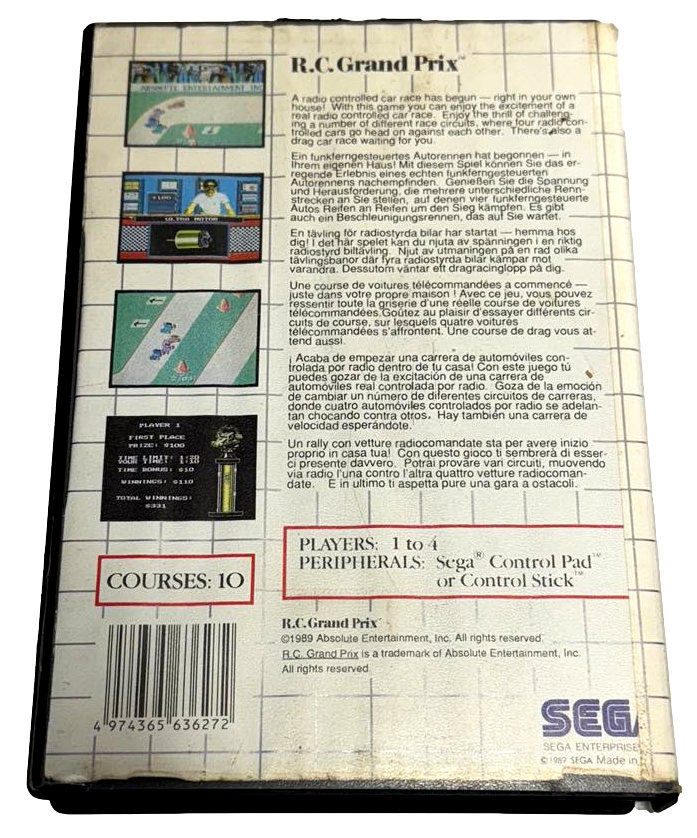 R.C. Grand Prix™
A radio controlled car race has begun — right in your own
house! With this game you can enjoy the excitement of a
real radio controlled car race. Enjoy the thrill of challeng-
ing a number of different race circuits, where four radio con-
trolled cars go head on against each other. There's also a
drag car race waiting for you.
Ein funkferngesteuertes Autorennen hat begonnen — in
Ihrem eigenen Haus! Mit diesem Spiel können Sie das er-
regende Erlebnis eines echten funkferngesteuerten
Autorennens nachempfinden. Genießen Sie die Spannung
und Herausforderung, die mehrere unterschiedliche Renn-
strecken an Sie stellen, auf denen vier funkferngesteuerte
Autos Reifen an Reifen um den Sieg kämpfen. Es gibt
auch ein Beschleunigungsrennen, das auf Sie wartet.
En tävling för radiostyrda bilar har startat — hemma hos
dig! I det här spelet kan du njuta av spänningen i en riktig
radiostyrd biltävling. Njut av utmaningen på en rad olika
tävlingsbanor där fyra radiostyrda bilar kämpar mot
varandra. Dessutom väntar ett dragracinglopp på dig.
Une course de voitures télécommandées a commencé —
juste dans votre propre maison ! Avec ce jeu, vous pouvez
ressentir toute la griserie d'une réelle course de voitures
télécommandées.Goûtez au plaisir d'essayer différents cir-
cuits de course, sur lesquels quatre voitures
télécommandées s'affrontent. Une course de drag vous at-
tend aussi.
¡ Acaba de empezar una carrera de automóviles con-
trolada por radio dentro de tu casa! Con este juego tú
puedes gozar de la excitación de una carrera de
automóviles real controlada por radio. Goza de la emoción
de cambiar un número de diferentes circuitos de carreras,
donde cuatro automóviles controlados por radio se adelan-
tan chocando contra otros. Hay también una carrera de
velocidad esperándote.
Un rally con vetture radiocomandate sta per avere inizio
proprio in casa tua! Con questo gioco ti sembrerà di esser-
ci presente davvero. Potrai provare vari circuiti, muovendo
via radio l'una contro l'altra quattro vetture radiocoman-
date. E in ultimo ti aspetta pure una gara a ostacoli.
ABSOLUTE ENTERTAINMENT INC
ULTRA MOTOR
PLAYER 1
FIRST PLACE
PRIZE: $100
TIME LIMIT: 1:20
YOUR TIME: 1:10
TIME BONUS: $10
WINNINGS: $110
TOTAL WINNINGS:
$331
COURSES: 10
PLAYERS: 1 to 4
PERIPHERALS: Sega® Control Pad™
or Control Stick™
R.C. Grand Prix™
©1989 Absolute Entertainment, Inc. All rights reserved.
R.C. Grand Prix is a trademark of Absolute Entertainment, Inc.
All rights reserved.
4 974365 636272
SEGA
SEGA ENTERPRISE
SEGA Made in